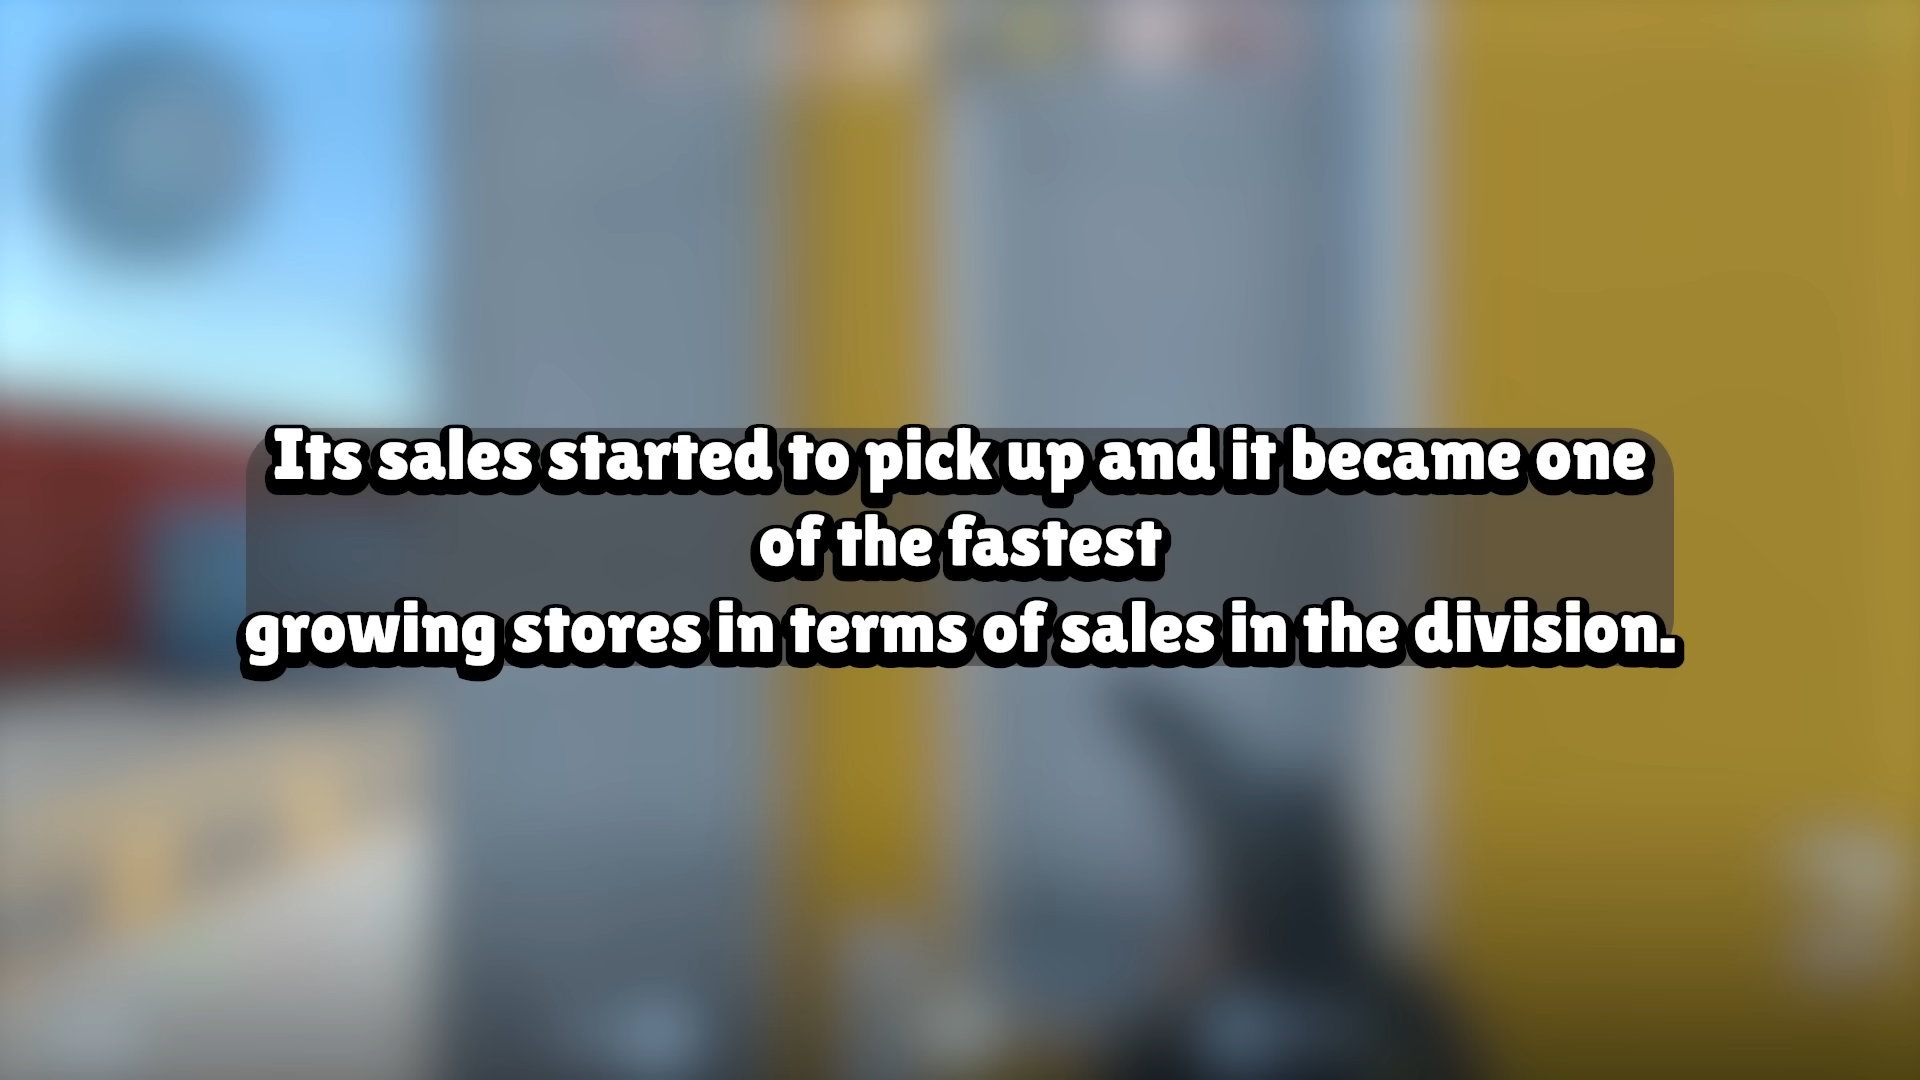 Its sales started to pick up and it became one
of the fastest
growing stores in terms of sales in the division.